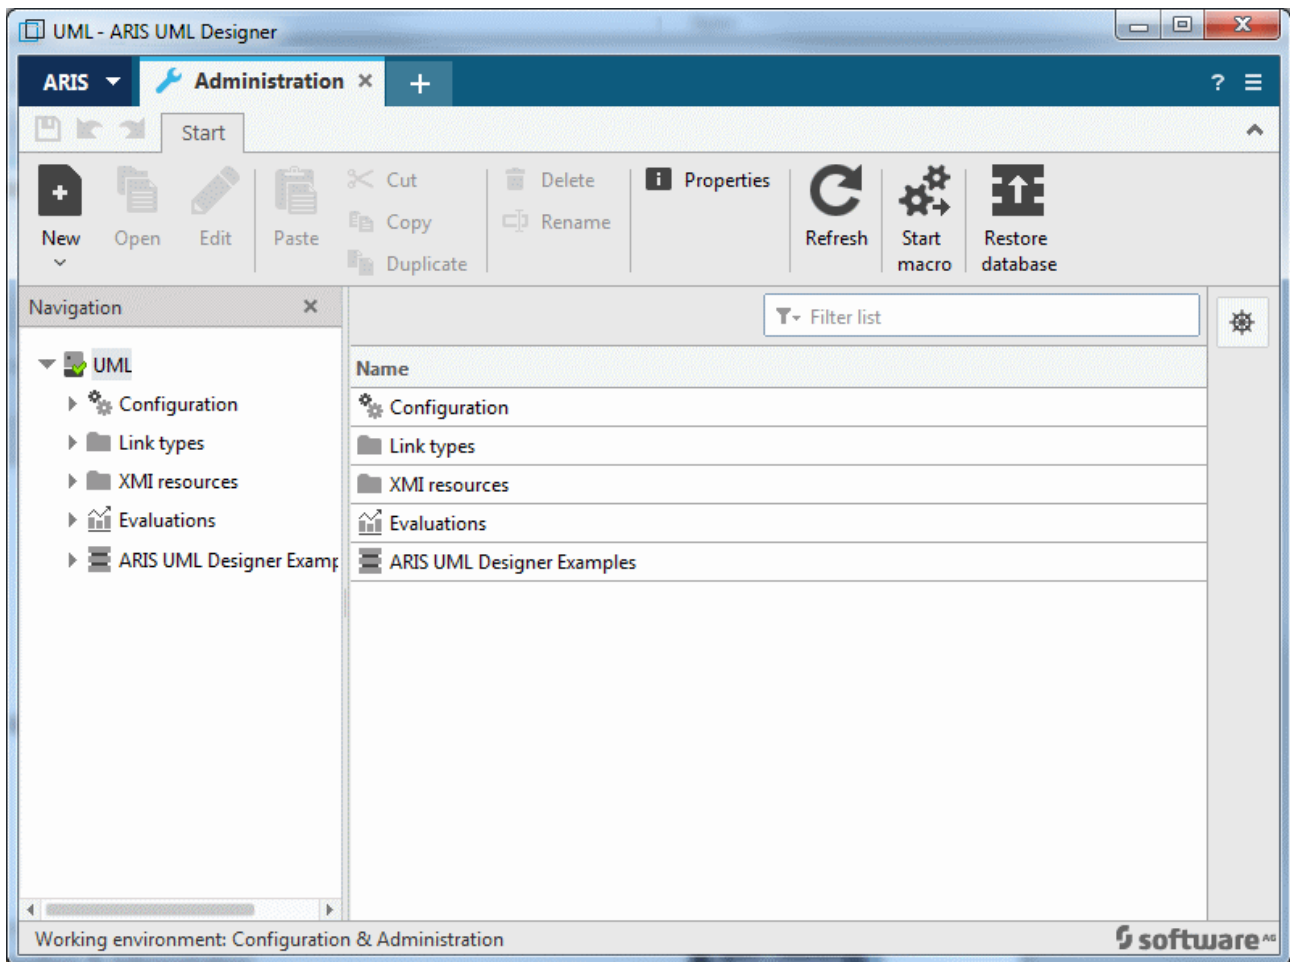 UML - ARIS UML Designer
ARIS
Administration
?
Start
New
Open
Edit
Paste
Cut
Copy
Duplicate
Delete
Rename
Properties
Refresh
Start
macro
Restore
database
Navigation
Filter list
UML
Configuration
Link types
XMI resources
Evaluations
ARIS UML Designer Examp
Name
Configuration
Link types
XMI resources
Evaluations
ARIS UML Designer Examples
Working environment: Configuration & Administration
software AG